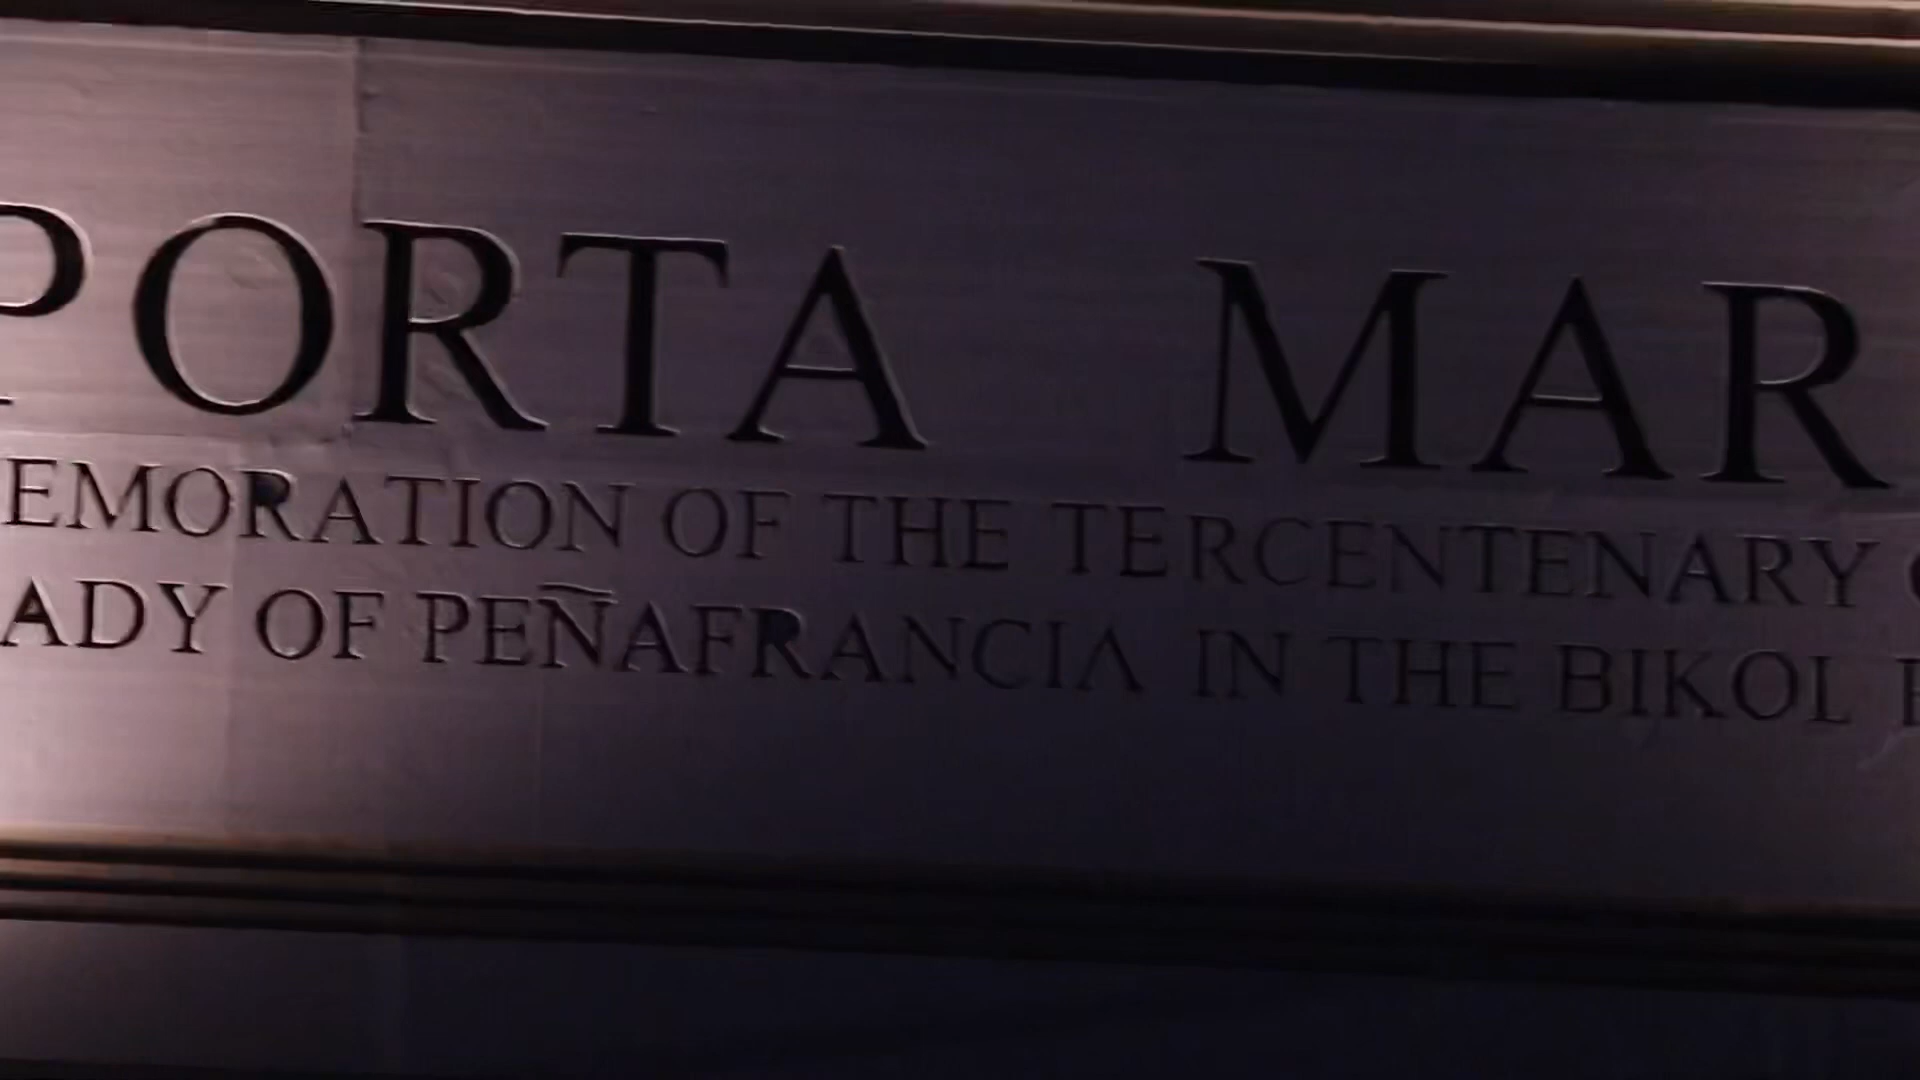 PORTA MAR
EMORATION OF THE TERCENTENARY
ADY OF PEÑAFRANCIA IN THE BIKOL